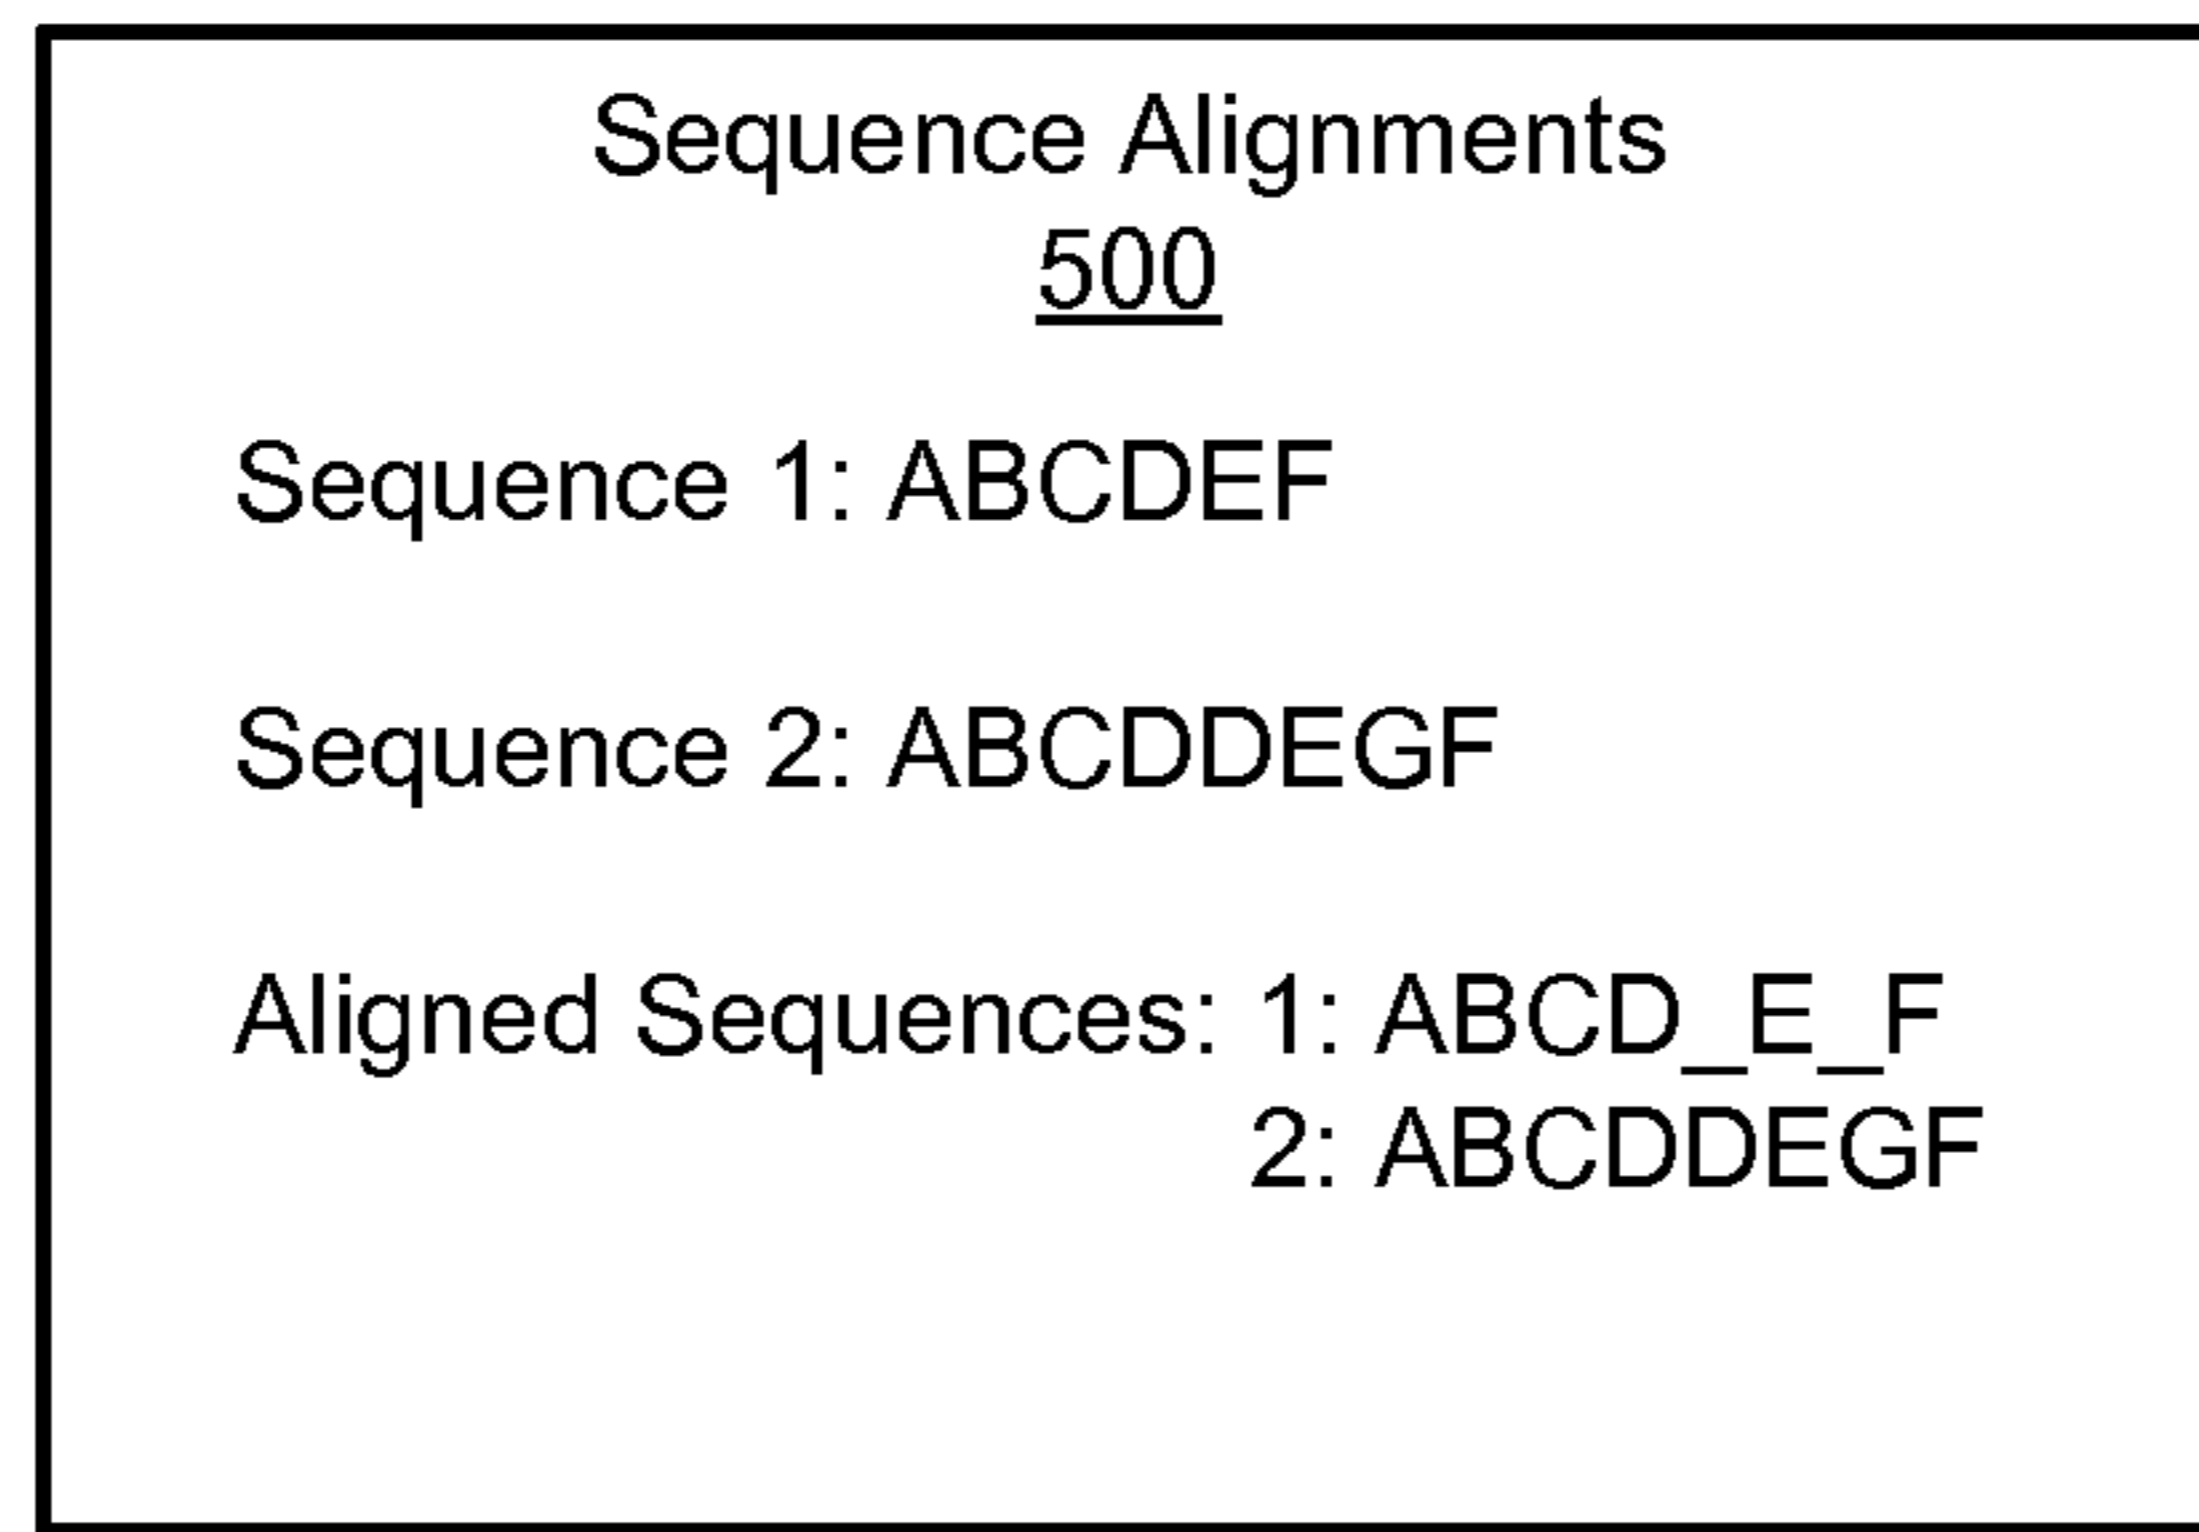 Sequence Alignments
500
Sequence 1: ABCDEF
Sequence 2: ABCDDEGF
Aligned Sequences: 1: ABCD_E_F
2: ABCDDEGF